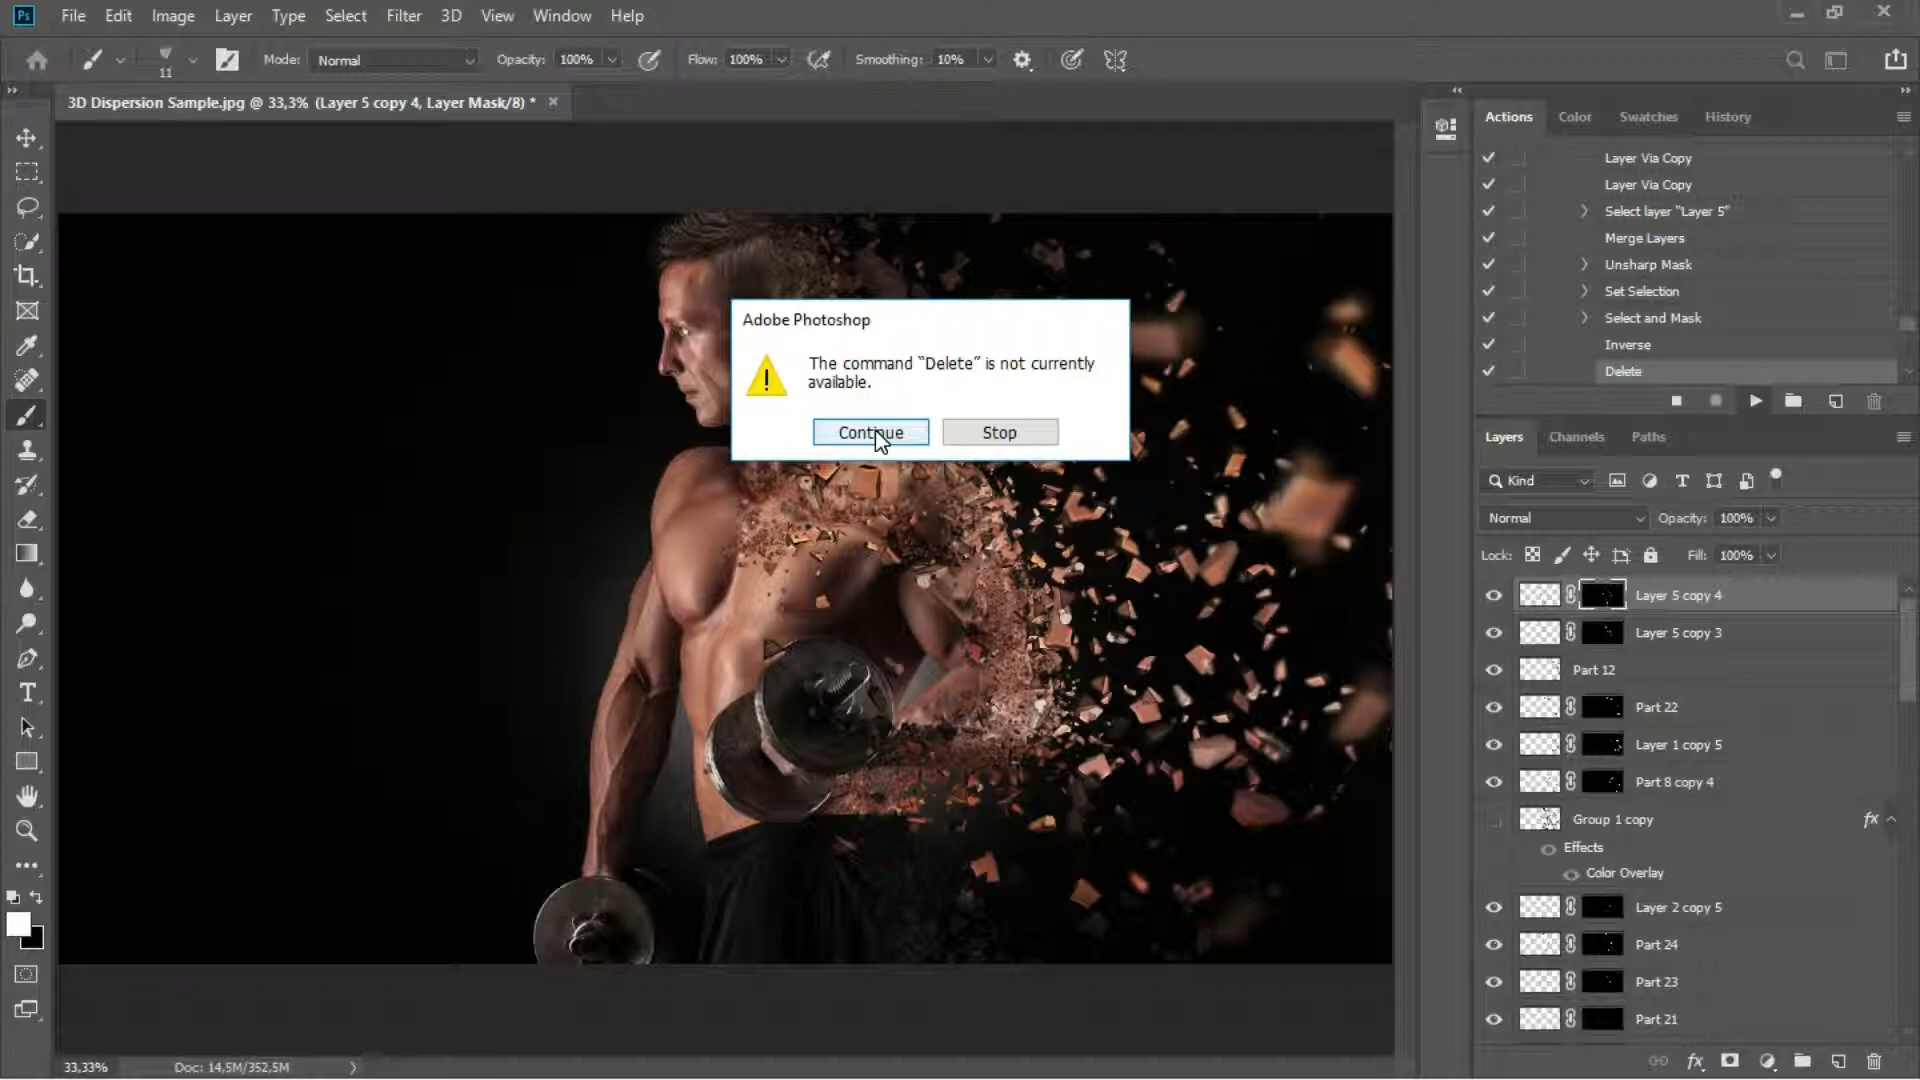 Ps File Edit Image Layer Type Select Filter 3D View Window Help
11 Mode: Normal Opacity: 100% Flow: 100% Smoothing: 10%
3D Dispersion Sample.jpg @ 33,3% (Layer 5 copy 4, Layer Mask/8) *
Actions Color Swatches History
Layer Via Copy
Layer Via Copy
Select layer "Layer 5"
Merge Layers
Unsharp Mask
Set Selection
Select and Mask
Inverse
Delete
Adobe Photoshop
The command “Delete” is not currently
available.
Continue Stop
Layers Channels Paths
Kind
Normal Opacity: 100%
Lock: Fill: 100%
Layer 5 copy 4
Layer 5 copy 3
Part 12
Part 22
Layer 1 copy 5
Part 8 copy 4
Group 1 copy fx
Effects
Color Overlay
Layer 2 copy 5
Part 24
Part 23
Part 21
33,33% Doc: 14,5M/352,5M
fx